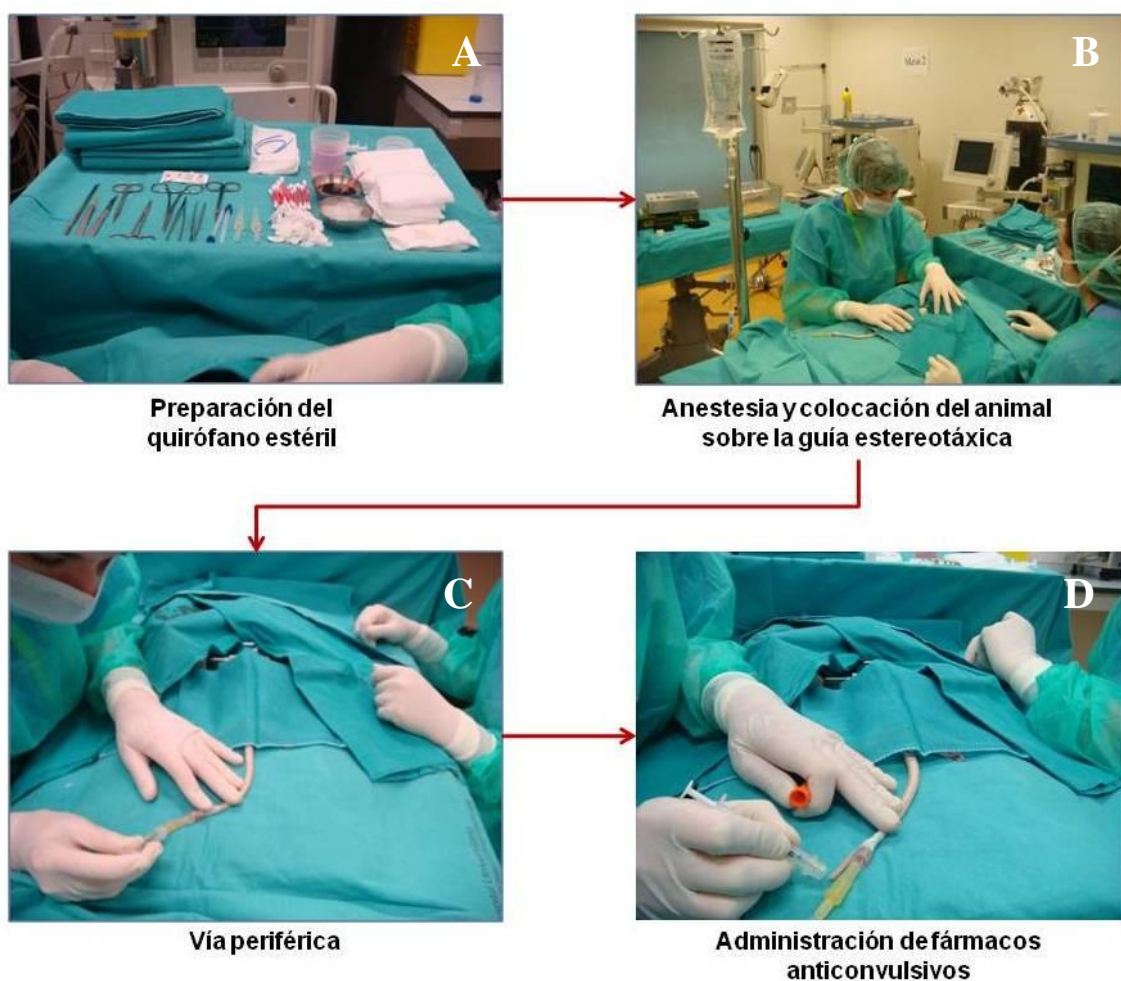 A
B
Preparación del
quirófano estéril
Anestesia y colocación del animal
sobre la guía estereotáxica
C
D
Vía periférica
Administración de fármacos
anticonvulsivos